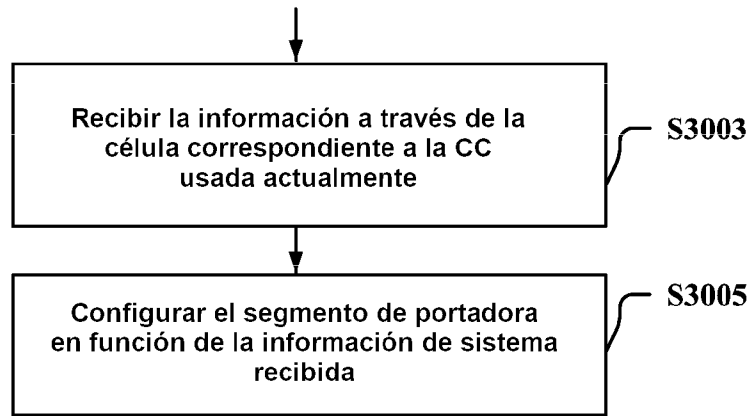 Recibir la información a través de la
célula correspondiente a la CC
usada actualmente
S3003
Configurar el segmento de portadora
en función de la información de sistema
recibida
S3005